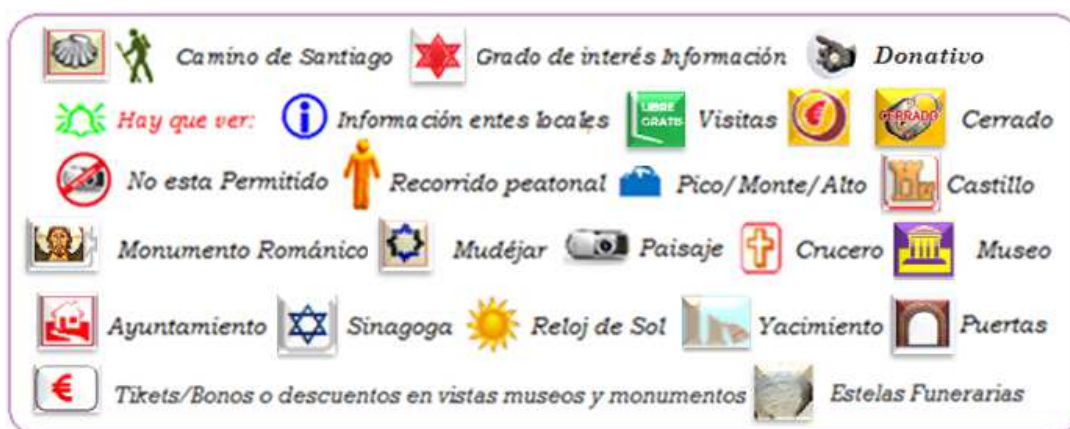 Camino de Santiago Grado de interés Información Donativo
Hay que ver: i Información entes locales LIBRE GRATIS Visitas € CERRADO Cerrado
No esta Permitido Recorrido peatonal Pico/Monte/Alto Castillo
Monumento Románico Mudéjar Paisaje Crucero Museo
Ayuntamiento Sinagoga Reloj de Sol Yacimiento Puertas
€ Tikets/Bonos o descuentos en vistas museos y monumentos Estelas Funerarias